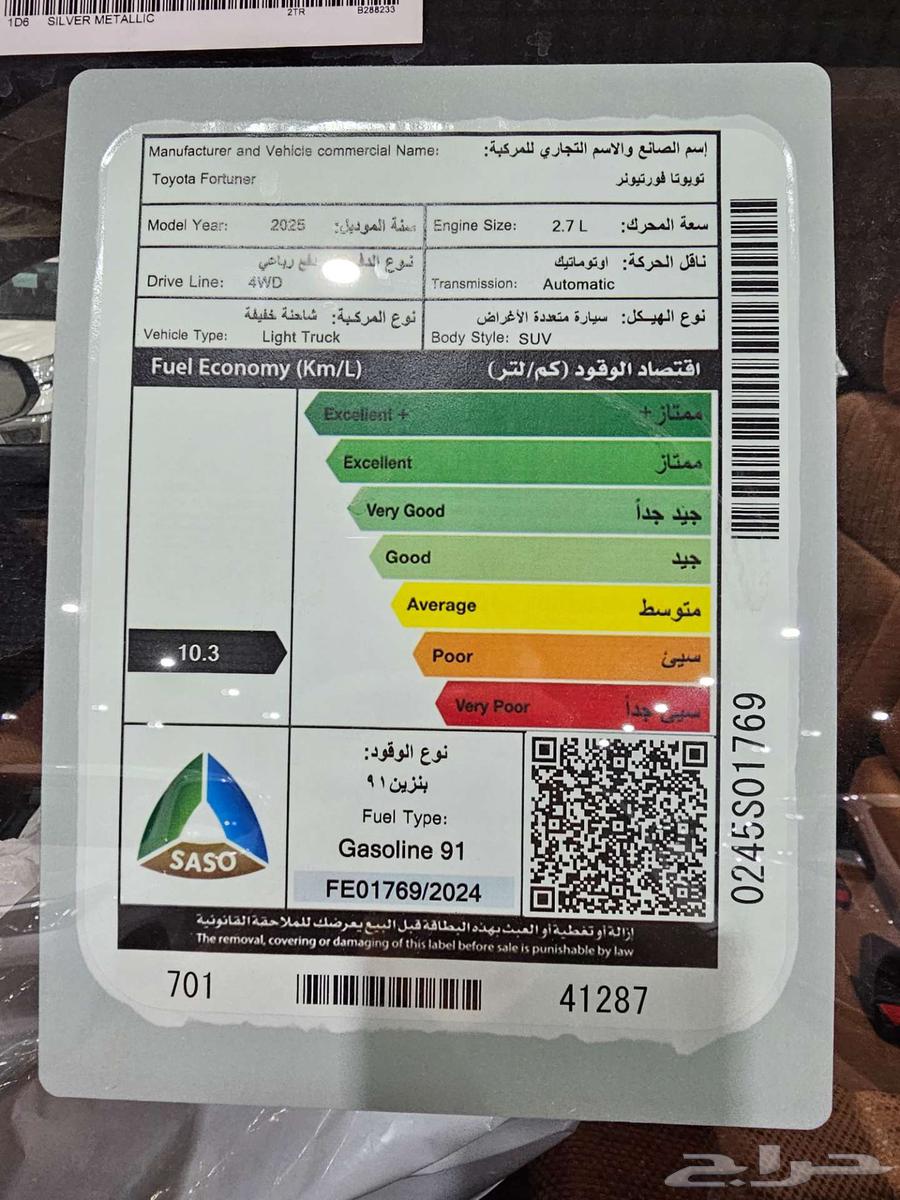 1D6 SILVER METALLIC 2TR B288233
Manufacturer and Vehicle commercial Name: إسم الصانع والاسم التجاري للمركبة:
Toyota Fortuner تويوتا فورتيونر
Model Year: 2025 سنة الموديل: Engine Size: 2.7 L سعة المحرك:
نوع دفع رباعي ناقل الحركة: اوتوماتيك
Drive Line: 4WD Transmission: Automatic
نوع المركبة: شاحنة خفيفة نوع الهيكل: سيارة متعددة الأغراض
Vehicle Type: Light Truck Body Style: SUV
Fuel Economy (Km/L) اقتصاد الوقود (كم/لتر)
Excellent + ممتاز +
Excellent ممتاز
Very Good جيد جداً
Good جيد
Average متوسط
10.3 Poor سيئ
Very Poor سيئ جداً
نوع الوقود:
بنزين ٩١
Fuel Type:
Gasoline 91
FE01769/2024
SASO
0245S01769
إزالة أو تغطية أو العبث بهذه البطاقة قبل البيع يعرضك للملاحقة القانونية
The removal, covering or damaging of this label before sale is punishable by law
701 41287
حراج